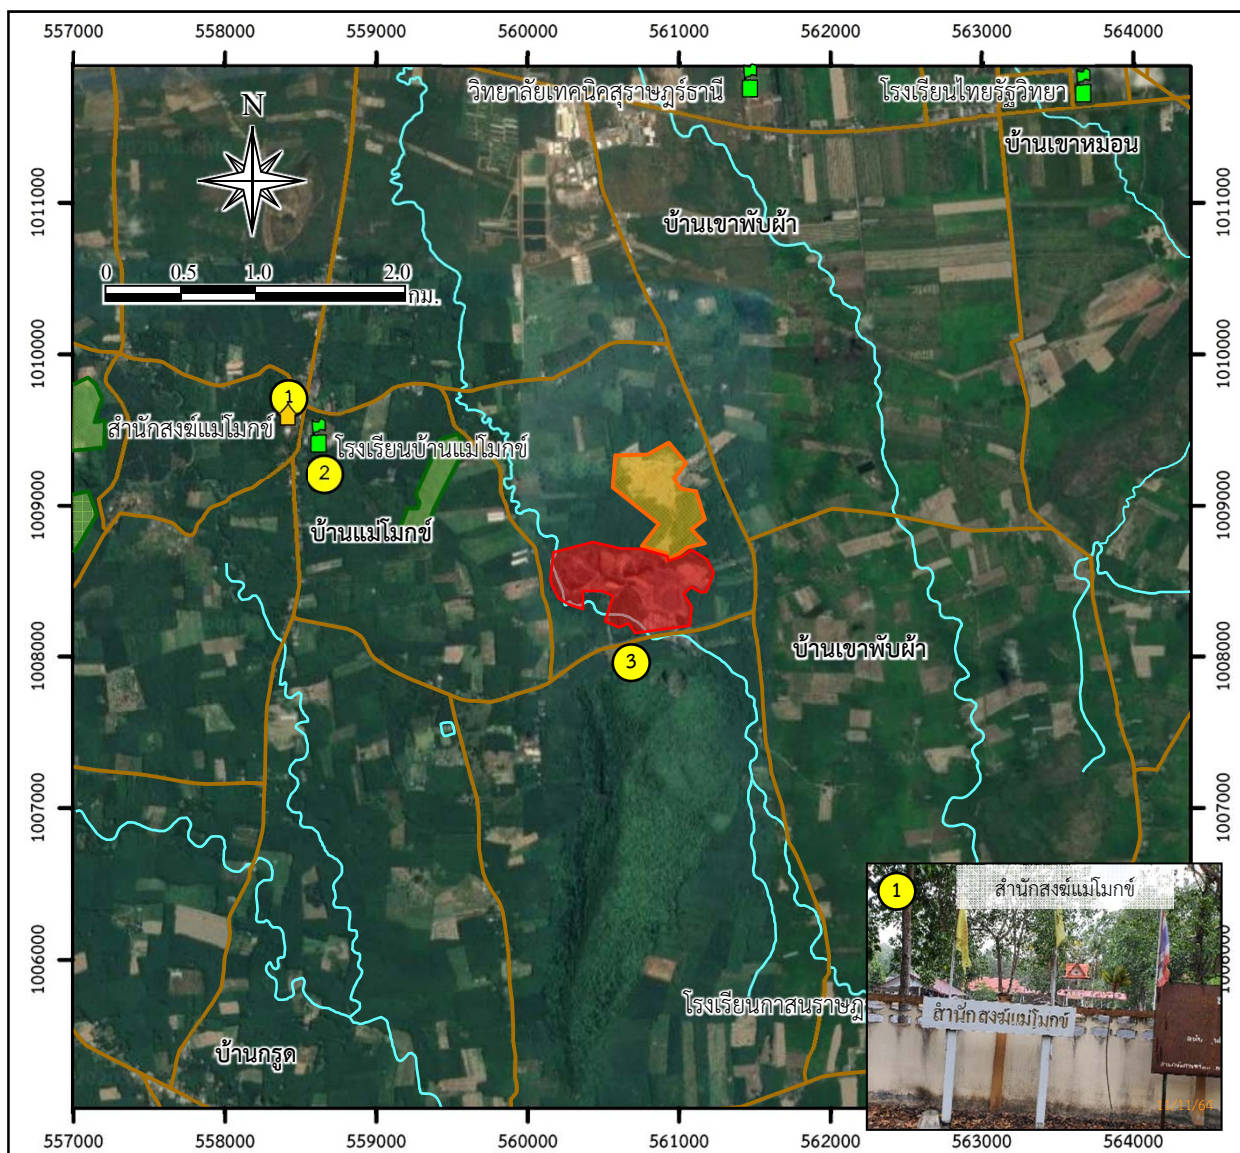 557000 558000 559000 560000 561000 562000 563000 564000
วิทยาลัยเทคนิคสุราษฎร์ธานี
โรงเรียนไทยรัฐวิทยา
N
บ้านเขาหม่อน
1011000
1011000
บ้านเขาพับผ้า
0 0.5 1.0 2.0
กม.
1010000
1010000
1
สำนักสงฆ์แม่โมกข์
โรงเรียนบ้านแม่โมกข์
2
1009000
1009000
บ้านแม่โมกข์
1008000
1008000
บ้านเขาพับผ้า
3
1007000
1007000
1
สำนักสงฆ์แม่โมกข์
1006000
1006000
โรงเรียนกาสนราษฎร
สำนักสงฆ์แม่โมกข์
บ้านกรูด
/11/64
557000 558000 559000 560000 561000 562000 563000 564000